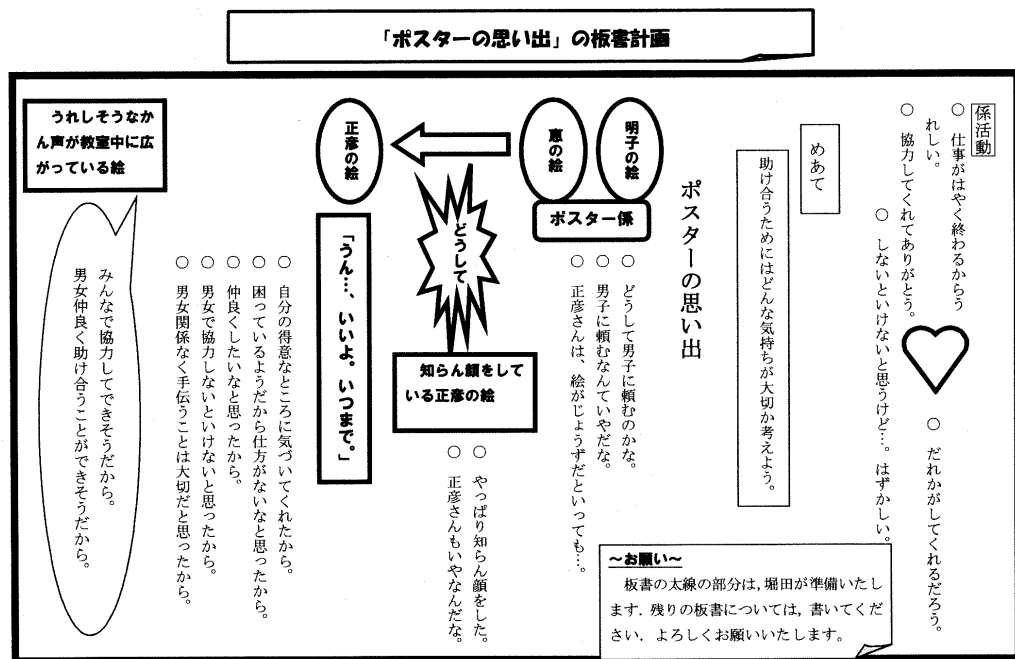 「ポスターの思い出」の板書計画
係活動
○ 仕事がはやく終わるからう
れしい。
○ 協力してくれてありがとう。
○ しないといけないと思うけど…。はずかしい。
○ だれかがしてくれるだろう。
めあて
助け合うためにはどんな気持ちが大切か考えよう。
ポスターの思い出
明子の絵
恵の絵
ポスター係
○ どうして男子に頼むのかな。
○ 男子に頼むなんていやだな。
○ 正彦さんは、絵がじょうずだといっても…。
どうして
知らん顔をして
いる正彦の絵
○ やっぱり知らん顔をした。
○ 正彦さんもいやなんだな。
正彦の絵
「うん…、いいよ。いつまで。」
○ 自分の得意なところに気づいてくれたから。
○ 困っているようだから仕方がないなと思ったから。
○ 仲良くしたいなと思ったから。
○ 男女で協力しないといけないと思ったから。
○ 男女関係なく手伝うことは大切だと思ったから。
うれしそうなか
ん声が教室中に広
がっている絵
みんなで協力してできそうだから。
男女仲良く助け合うことができそうだから。
～お願い～
板書の太線の部分は,堀田が準備いたし
ます.残りの板書については,書いてくだ
さい.よろしくお願いいたします。